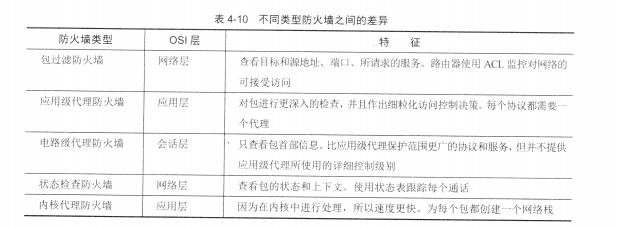 表 4-10 不同类型防火墙之间的差异
防火墙类型 OSI 层 特 征
包过滤防火墙 网络层 查看目标和源地址、端口、所请求的服务。路由器使用 ACL 监控对网络的
可接受访问
应用级代理防火墙 应用层 对包进行更深入的检查，并且作出细粒化访问控制决策。每个协议都需要一
个代理
电路级代理防火墙 会话层 只查看包首部信息。比应用级代理保护范围更广的协议和服务，但并不提供
应用级代理所使用的详细控制级别
状态检查防火墙 网络层 查看包的状态和上下文。使用状态表跟踪每个通话
内核代理防火墙 应用层 因为在内核中进行处理，所以速度更快。为每个包都创建一个网络栈